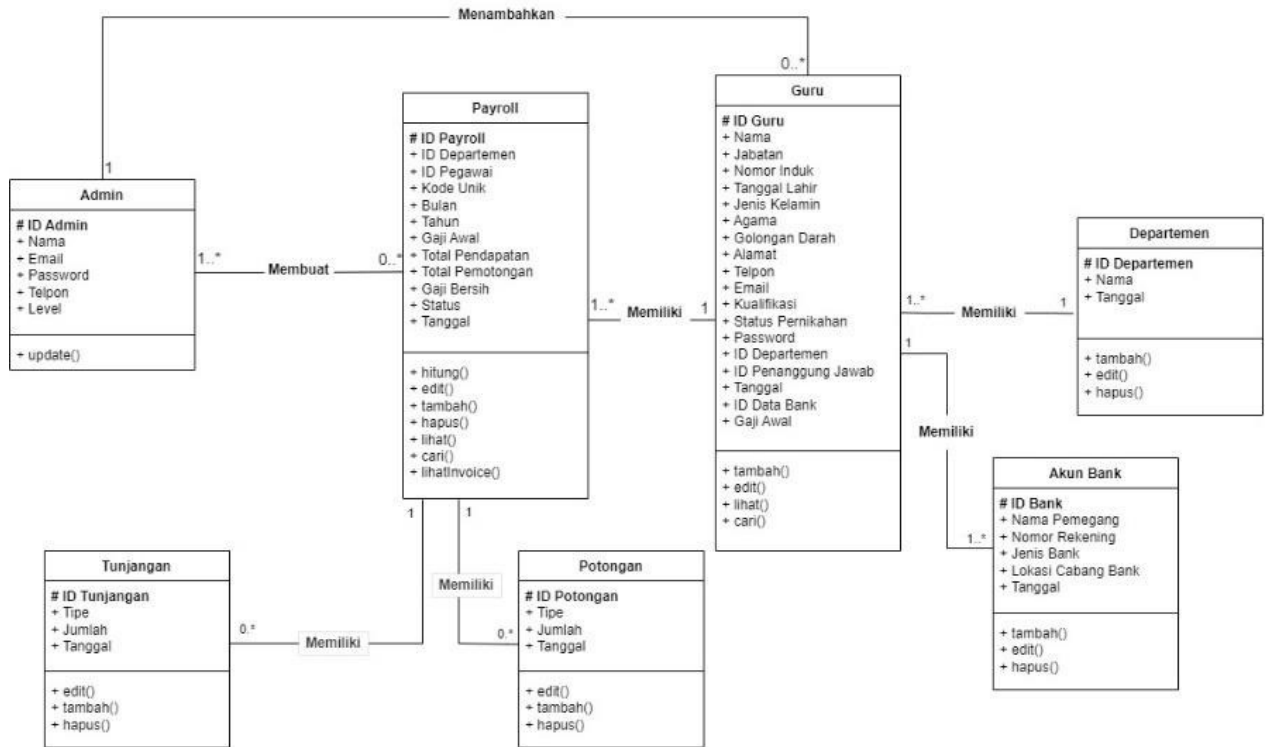 Menambahkan
1
0..*
Admin
# ID Admin
+ Nama
+ Email
+ Password
+ Telpon
+ Level
+ update()
1..*
Membuat
0..*
Payroll
# ID Payroll
+ ID Departemen
+ ID Pegawai
+ Kode Unik
+ Bulan
+ Tahun
+ Gaji Awal
+ Total Pendapatan
+ Total Pemotongan
+ Gaji Bersih
+ Status
+ Tanggal
+ hitung()
+ edit()
+ tambah()
+ hapus()
+ lihat()
+ cari()
+ lihatInvoice()
1..*
Memiliki
1
Guru
# ID Guru
+ Nama
+ Jabatan
+ Nomor Induk
+ Tanggal Lahir
+ Jenis Kelamin
+ Agama
+ Golongan Darah
+ Alamat
+ Telpon
+ Email
+ Kualifikasi
+ Status Pernikahan
+ Password
+ ID Departemen
+ ID Penanggung Jawab
+ Tanggal
+ ID Data Bank
+ Gaji Awal
+ tambah()
+ edit()
+ lihat()
+ cari()
1..*
Memiliki
1
Departemen
# ID Departemen
+ Nama
+ Tanggal
+ tambah()
+ edit()
+ hapus()
1
Memiliki
1..*
Akun Bank
# ID Bank
+ Nama Pemegang
+ Nomor Rekening
+ Jenis Bank
+ Lokasi Cabang Bank
+ Tanggal
+ tambah()
+ edit()
+ hapus()
1
Memiliki
0.*
Tunjangan
# ID Tunjangan
+ Tipe
+ Jumlah
+ Tanggal
+ edit()
+ tambah()
+ hapus()
1
Memiliki
0.*
Potongan
# ID Potongan
+ Tipe
+ Jumlah
+ Tanggal
+ edit()
+ tambah()
+ hapus()